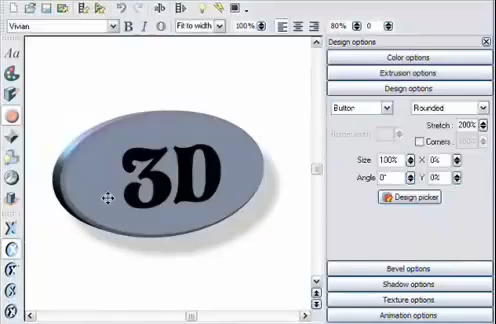 Vivian
B I O
Fit to width
100%
80%
0
Design options
Color options
Extrusion options
Design options
Button
Rounded
Stretch: 200%
Corners:
Size 100% X 0%
Angle 0° Y 0%
Design picker
3D
Bevel options
Shadow options
Texture options
Animation options